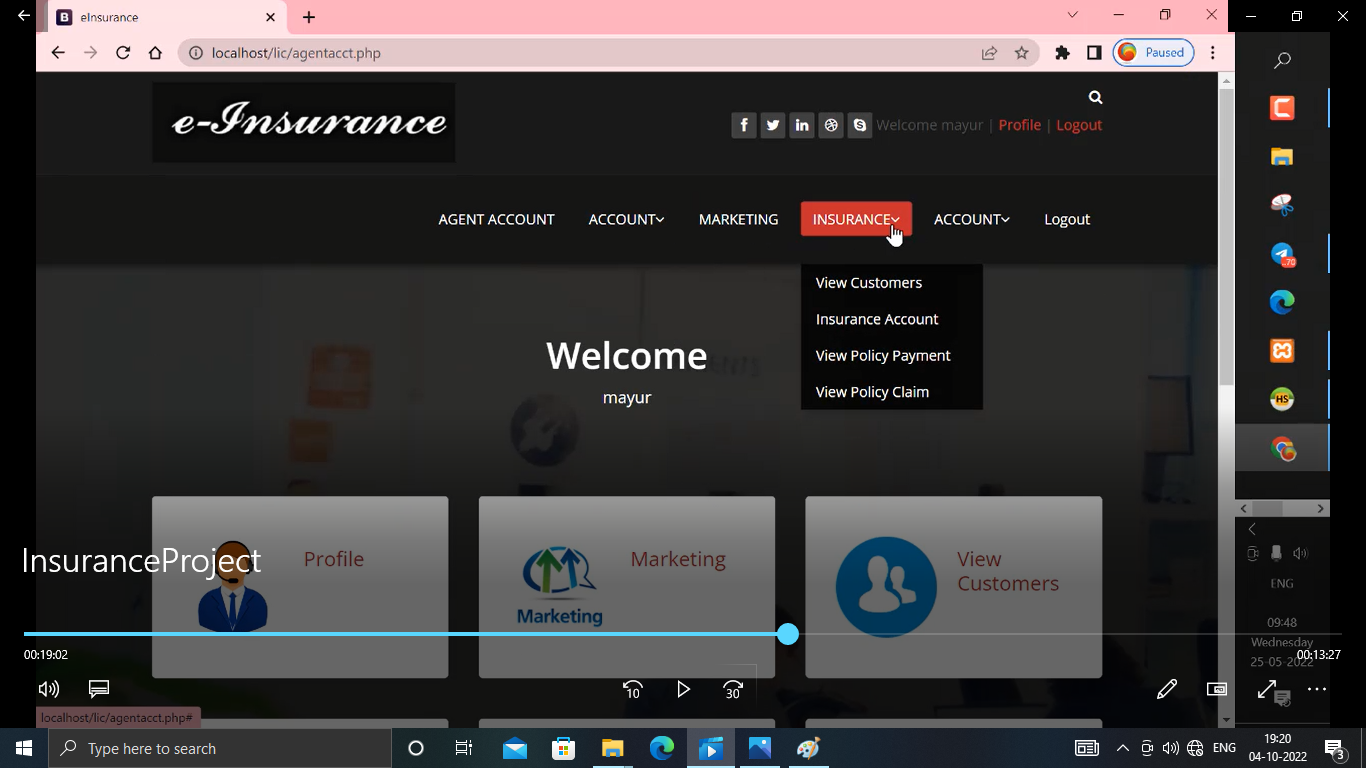 eInsurance
localhost/lic/agentacct.php
Paused
e-Insurance
Welcome mayur | Profile | Logout
AGENT ACCOUNT ACCOUNT MARKETING INSURANCE ACCOUNT Logout
View Customers
Insurance Account
View Policy Payment
View Policy Claim
Welcome
mayur
Profile
Marketing
Marketing
View
Customers
InsuranceProject
00:19:02
00:13:27
10
30
localhost/lic/agentacct.php#
70
HS
ENG
09:48
Wednesday
25-05-2022
Type here to search
ENG
19:20
04-10-2022
3